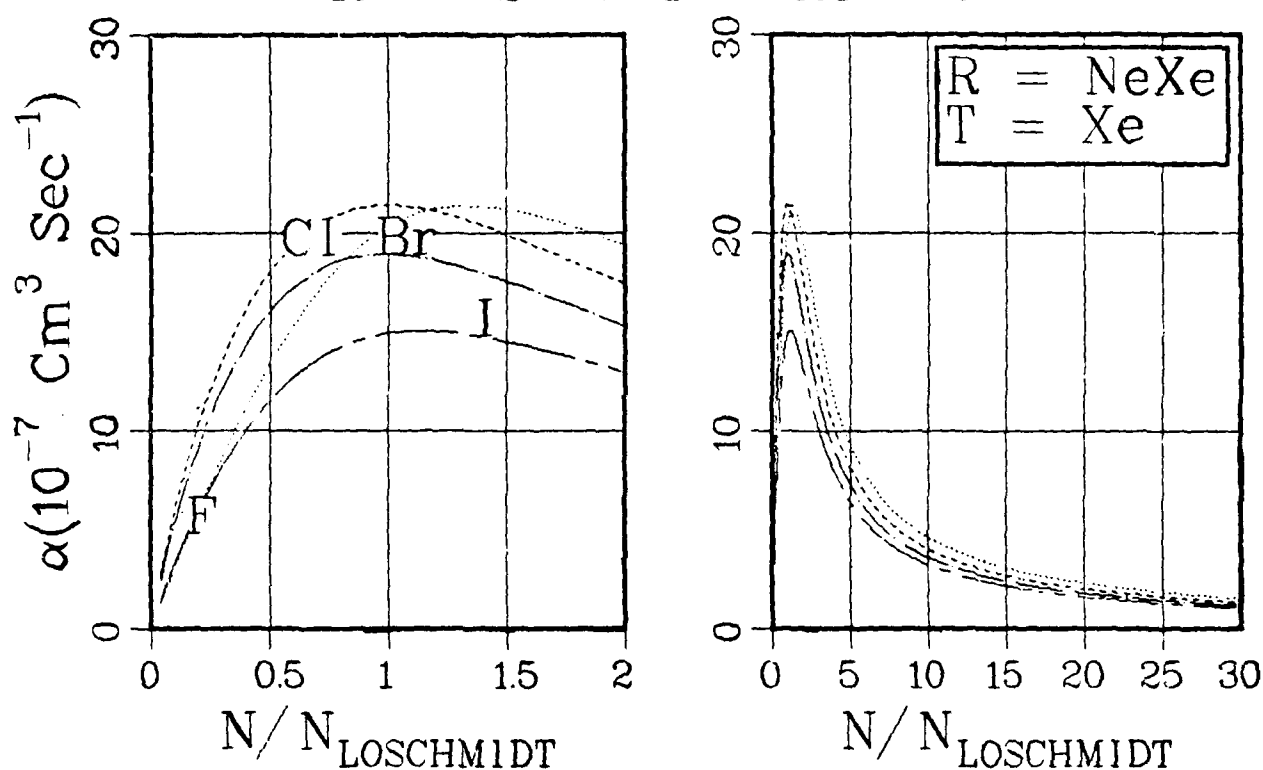 α(10⁻⁷ Cm³ Sec⁻¹)
30
20
10
0
Cl
Br
I
F
0 0.5 1 1.5 2
N/N_LOSCHMIDT
30
20
10
0
R = NeXe
T = Xe
0 5 10 15 20 25 30
N/N_LOSCHMIDT